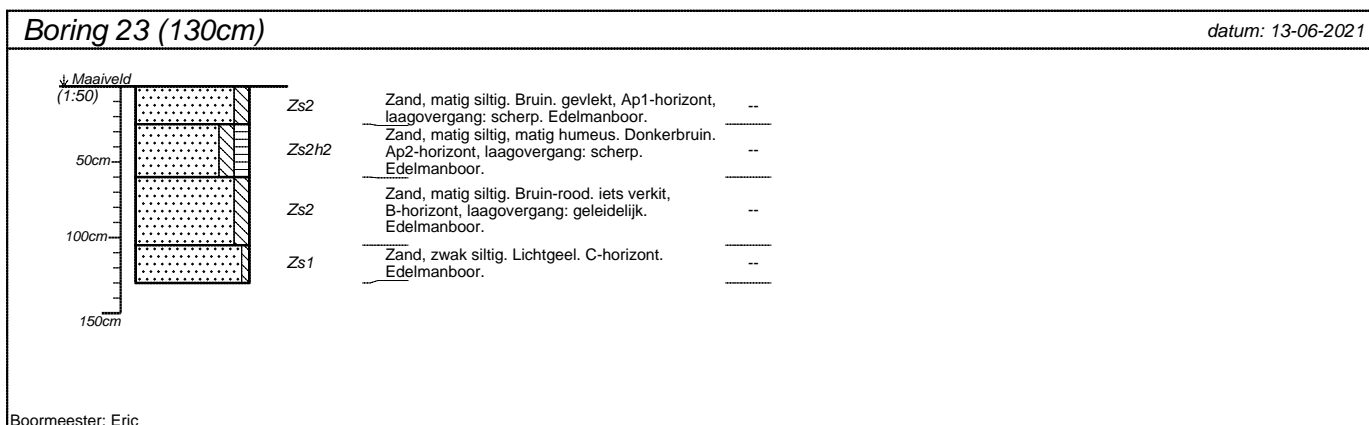 Boring 23 (130cm)
datum: 13-06-2021
Maaiveld
(1:50)
Zs2
Zand, matig siltig. Bruin. gevlekt, Ap1-horizont,
laagovergang: scherp. Edelmanboor.
--
50cm
Zs2h2
Zand, matig siltig, matig humeus. Donkerbruin.
Ap2-horizont, laagovergang: scherp.
Edelmanboor.
--
Zs2
Zand, matig siltig. Bruin-rood. iets verkit,
B-horizont, laagovergang: geleidelijk.
Edelmanboor.
--
100cm
Zs1
Zand, zwak siltig. Lichtgeel. C-horizont.
Edelmanboor.
--
150cm
Boormeester: Eric